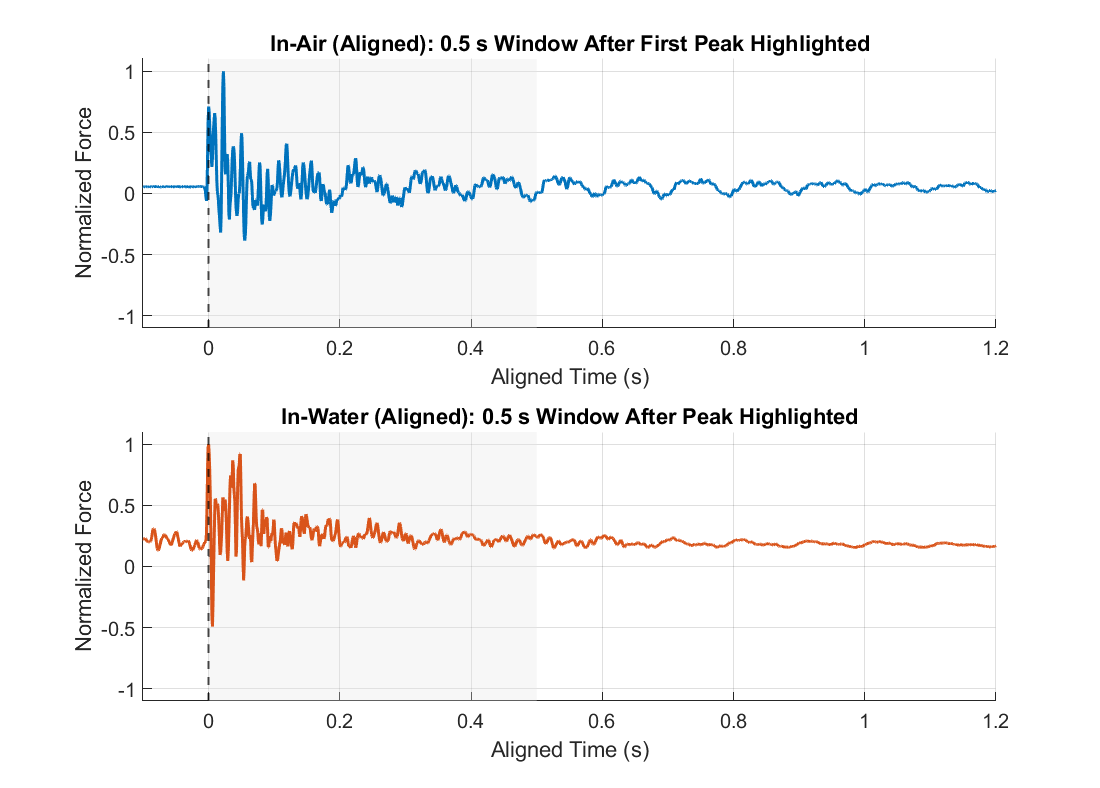 In-Air (Aligned): 0.5 s Window After First Peak Highlighted
Normalized Force
1
0.5
0
-0.5
-1
0 0.2 0.4 0.6 0.8 1 1.2
Aligned Time (s)
In-Water (Aligned): 0.5 s Window After Peak Highlighted
Normalized Force
1
0.5
0
-0.5
-1
0 0.2 0.4 0.6 0.8 1 1.2
Aligned Time (s)